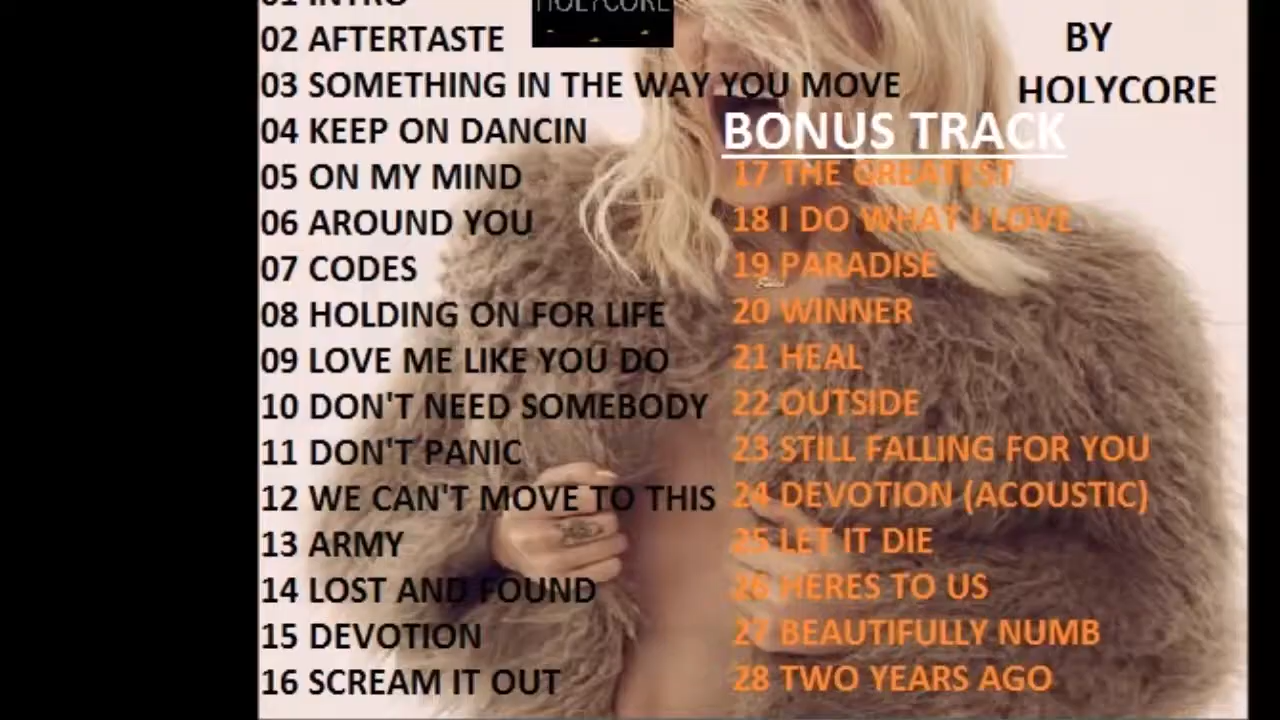 01 INTRO
02 AFTERTASTE
03 SOMETHING IN THE WAY YOU MOVE
04 KEEP ON DANCIN
05 ON MY MIND
06 AROUND YOU
07 CODES
08 HOLDING ON FOR LIFE
09 LOVE ME LIKE YOU DO
10 DON'T NEED SOMEBODY
11 DON'T PANIC
12 WE CAN'T MOVE TO THIS
13 ARMY
14 LOST AND FOUND
15 DEVOTION
16 SCREAM IT OUT
HOLYCORE
BY
HOLYCORE
BONUS TRACK
17 THE GREATEST
18 I DO WHAT I LOVE
19 PARADISE
20 WINNER
21 HEAL
22 OUTSIDE
23 STILL FALLING FOR YOU
24 DEVOTION (ACOUSTIC)
25 LET IT DIE
26 HERES TO US
27 BEAUTIFULLY NUMB
28 TWO YEARS AGO